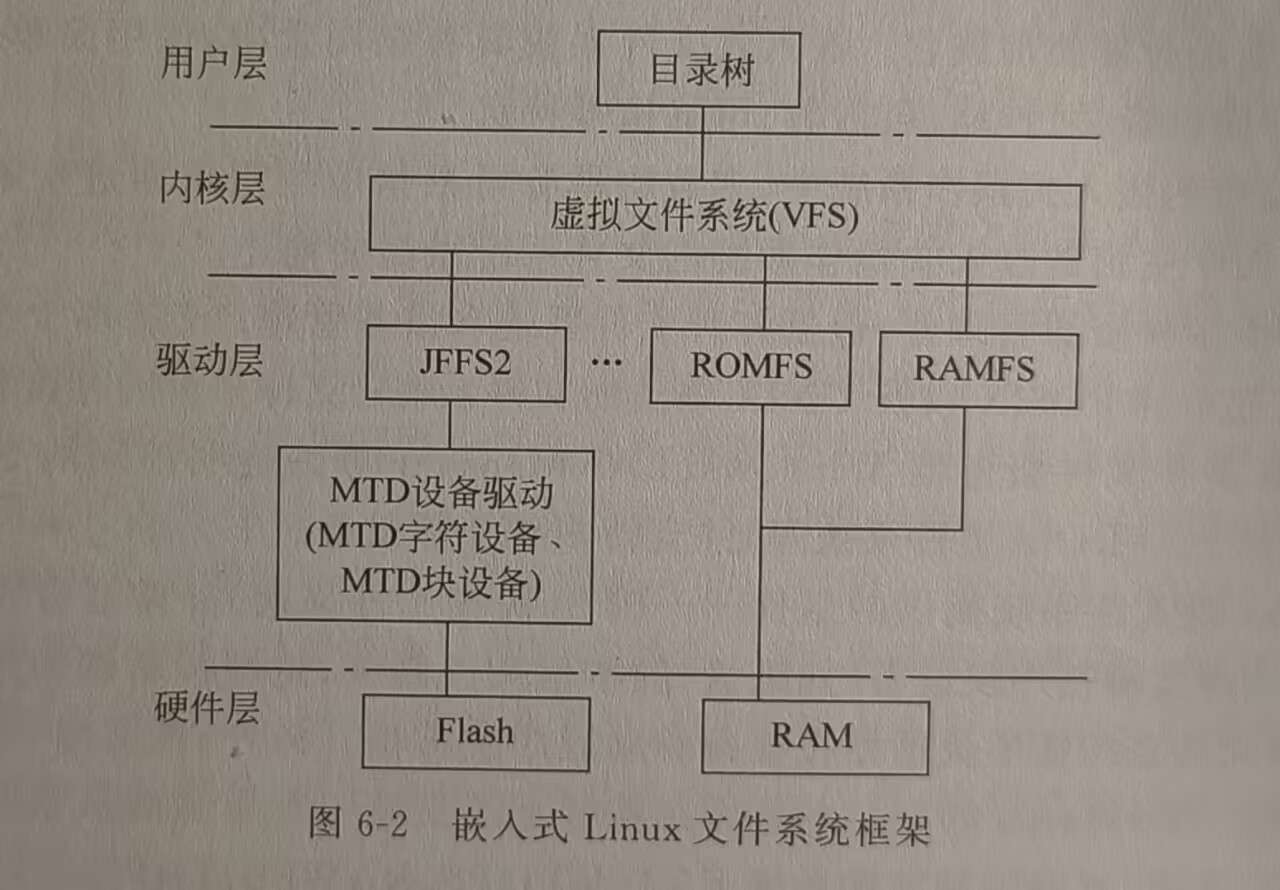 用户层
目录树
内核层
虚拟文件系统(VFS)
驱动层
JFFS2
…
ROMFS
RAMFS
MTD设备驱动
(MTD字符设备、
MTD块设备)
硬件层
Flash
RAM
图 6-2 嵌入式 Linux 文件系统框架